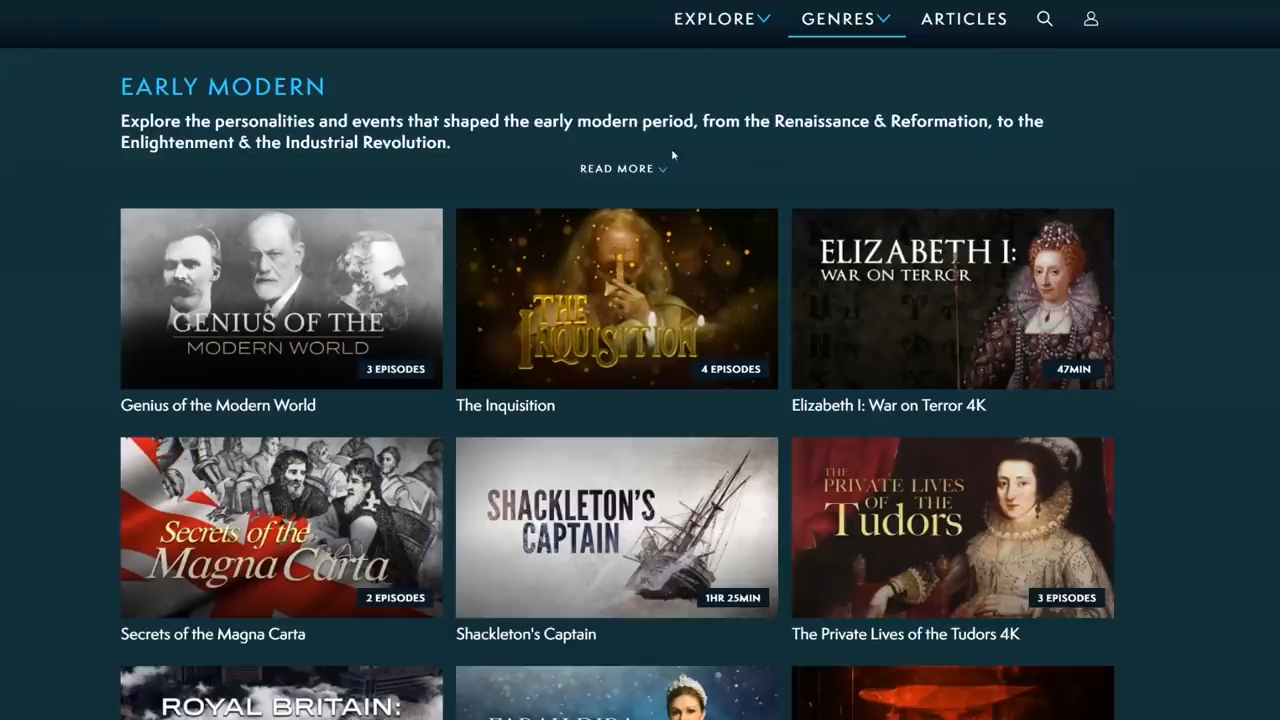 EXPLORE GENRES ARTICLES
EARLY MODERN
Explore the personalities and events that shaped the early modern period, from the Renaissance & Reformation, to the
Enlightenment & the Industrial Revolution.
READ MORE
GENIUS OF THE
MODERN WORLD
3 EPISODES
Genius of the Modern World
THE
INQUISITION
4 EPISODES
The Inquisition
ELIZABETH I:
WAR ON TERROR
47MIN
Elizabeth I: War on Terror 4K
Secrets of the
Magna Carta
2 EPISODES
Secrets of the Magna Carta
SHACKLETON'S
CAPTAIN
1HR 25MIN
Shackleton's Captain
THE
PRIVATE LIVES
OF THE
Tudors
3 EPISODES
The Private Lives of the Tudors 4K
ROYAL BRITAIN: